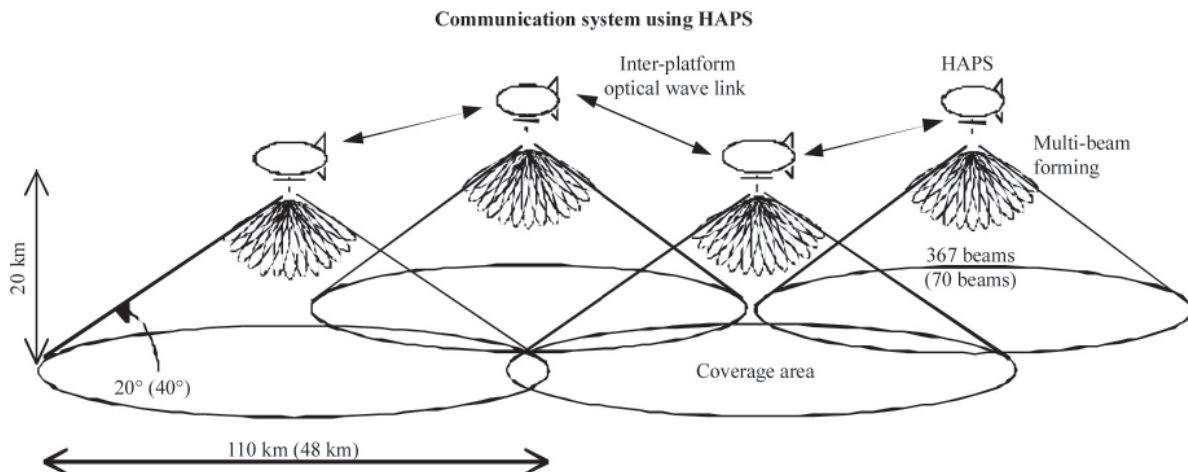 Communication system using HAPS
Inter-platform
optical wave link
HAPS
Multi-beam
forming
20 km
367 beams
(70 beams)
20° (40°)
Coverage area
110 km (48 km)